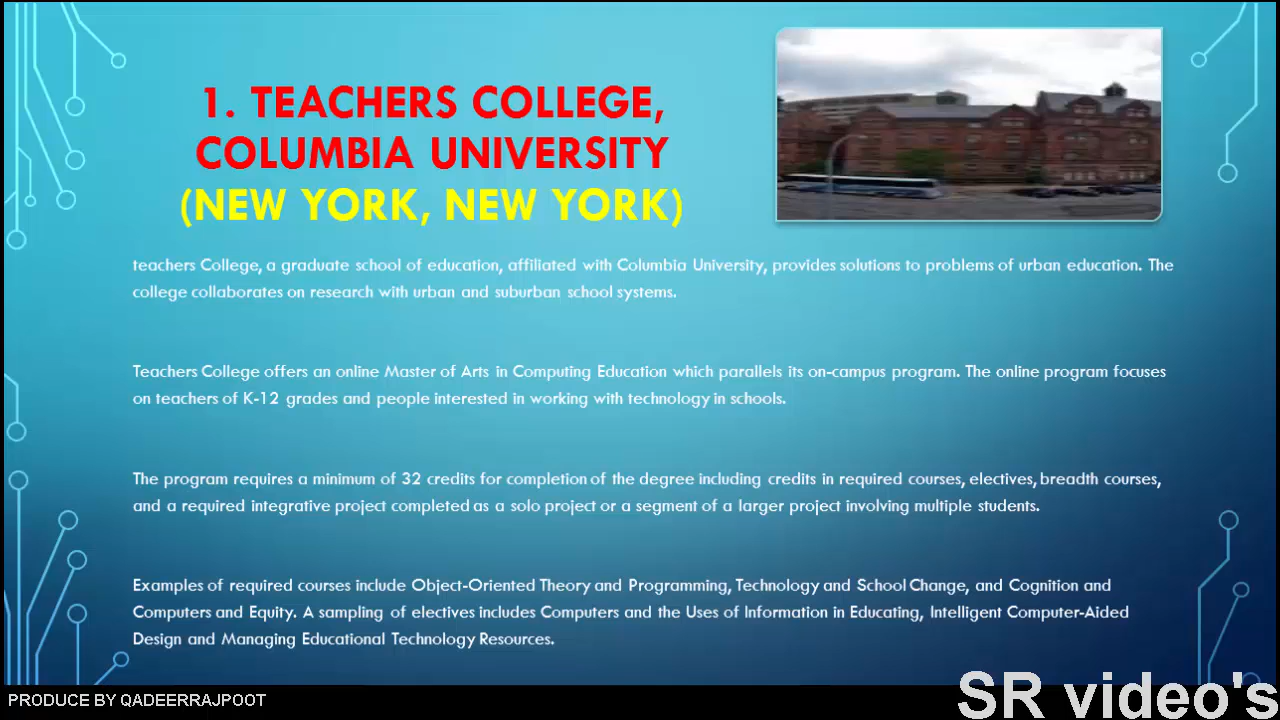 1. TEACHERS COLLEGE,
COLUMBIA UNIVERSITY
(NEW YORK, NEW YORK)
teachers College, a graduate school of education, affiliated with Columbia University, provides solutions to problems of urban education. The
college collaborates on research with urban and suburban school systems.
Teachers College offers an online Master of Arts in Computing Education which parallels its on-campus program. The online program focuses
on teachers of K-12 grades and people interested in working with technology in schools.
The program requires a minimum of 32 credits for completion of the degree including credits in required courses, electives, breadth courses,
and a required integrative project completed as a solo project or a segment of a larger project involving multiple students.
Examples of required courses include Object-Oriented Theory and Programming, Technology and School Change, and Cognition and
Computers and Equity. A sampling of electives includes Computers and the Uses of Information in Educating, Intelligent Computer-Aided
Design and Managing Educational Technology Resources.
PRODUCE BY QADEERRAJPOOT
SR video's